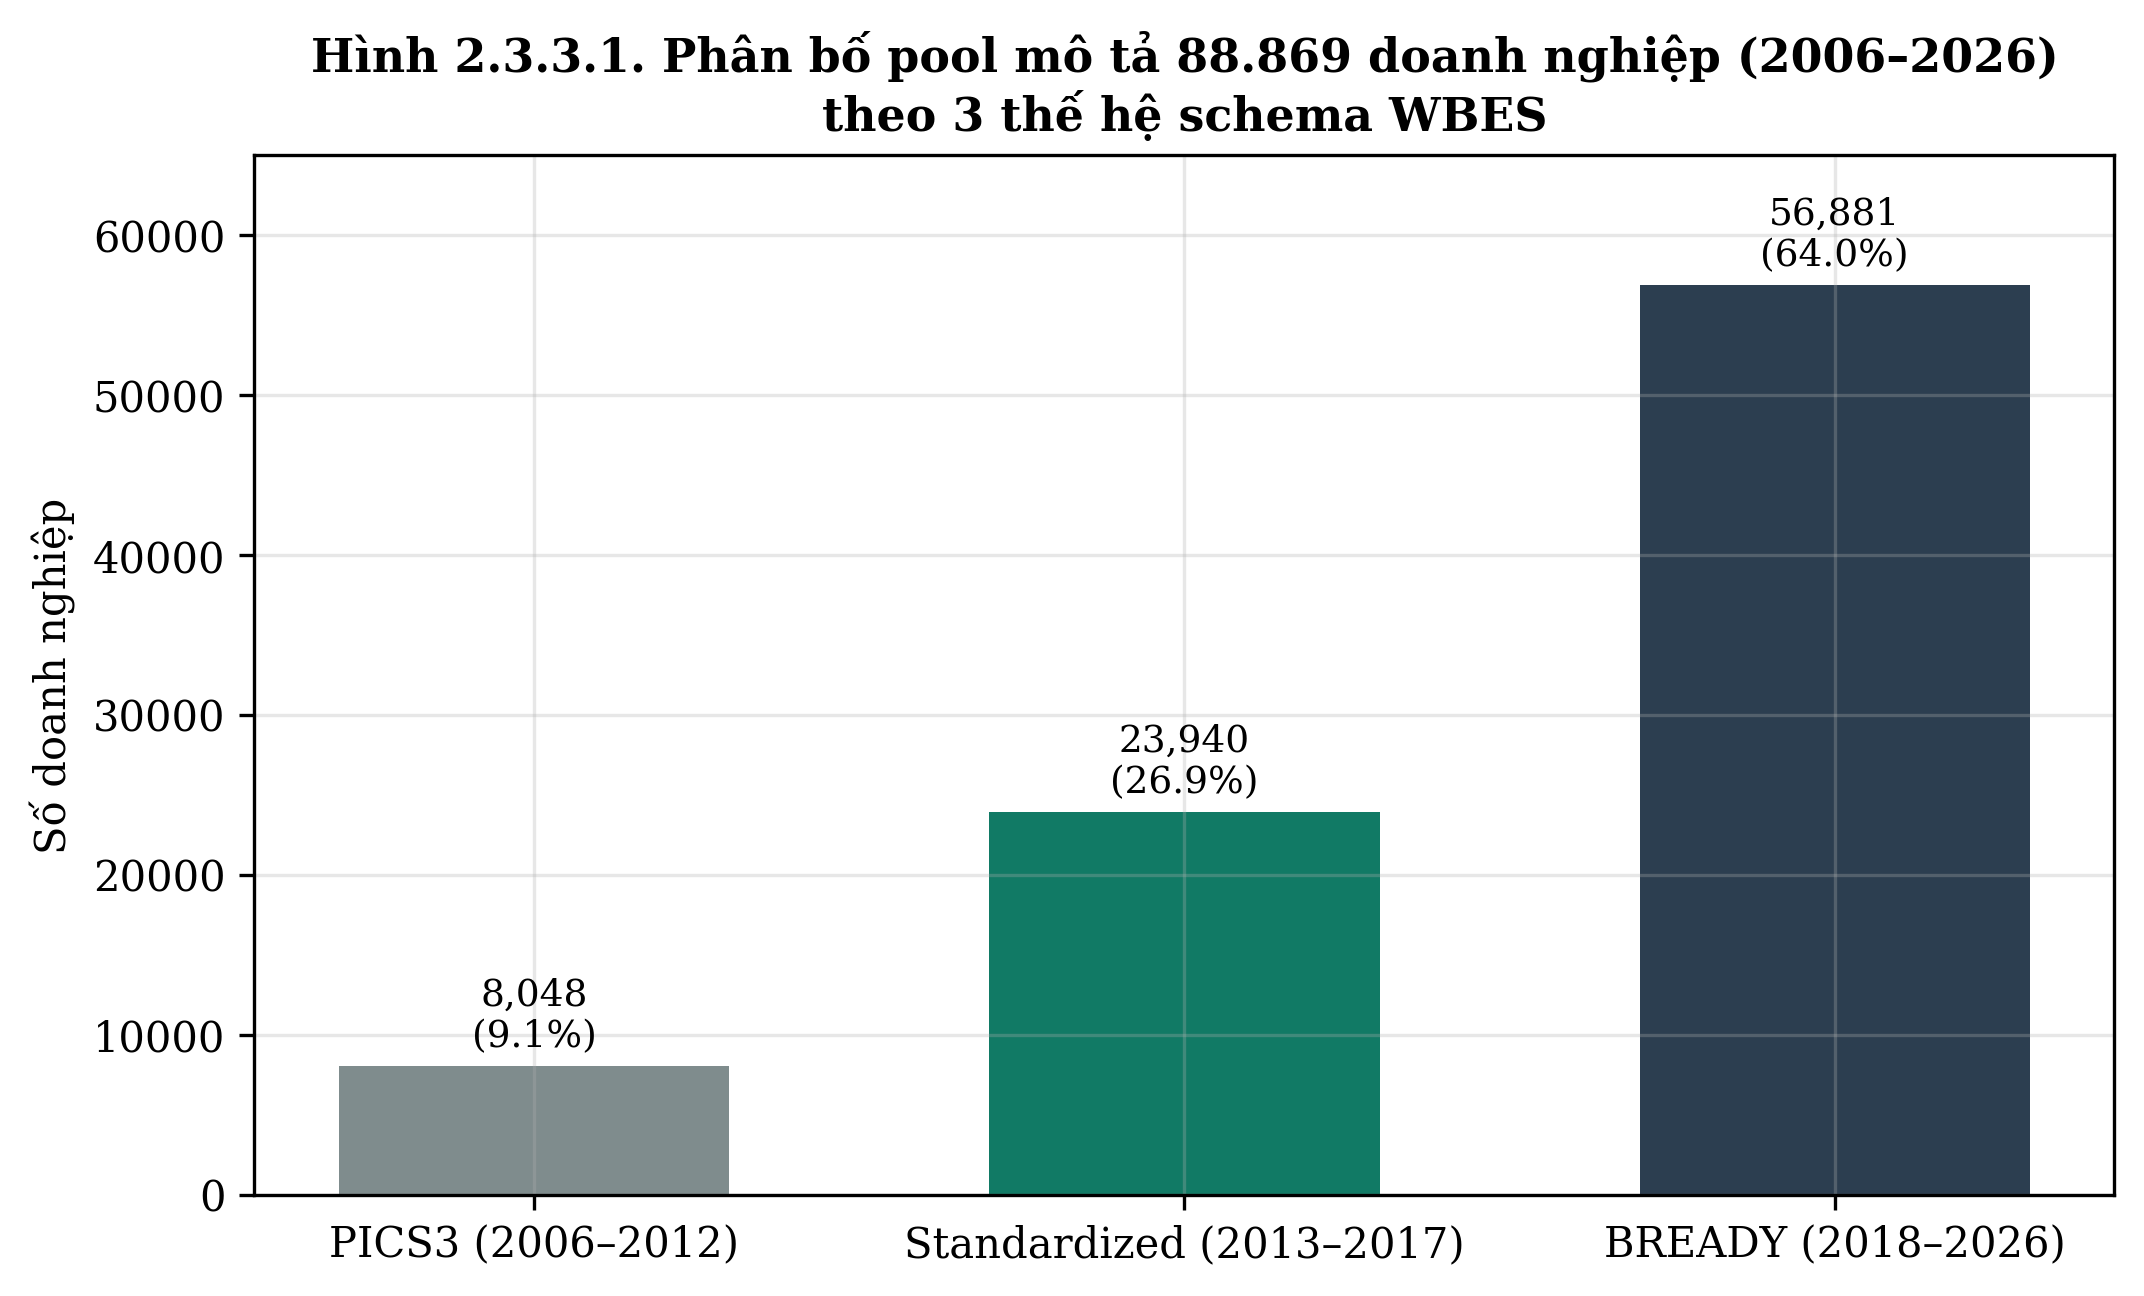 Hình 2.3.3.1. Phân bố pool mô tả 88.869 doanh nghiệp (2006–2026)
theo 3 thế hệ schema WBES
Số doanh nghiệp
60000
50000
40000
30000
20000
10000
0
8,048
(9.1%)
23,940
(26.9%)
56,881
(64.0%)
PICS3 (2006–2012)
Standardized (2013–2017)
BREADY (2018–2026)